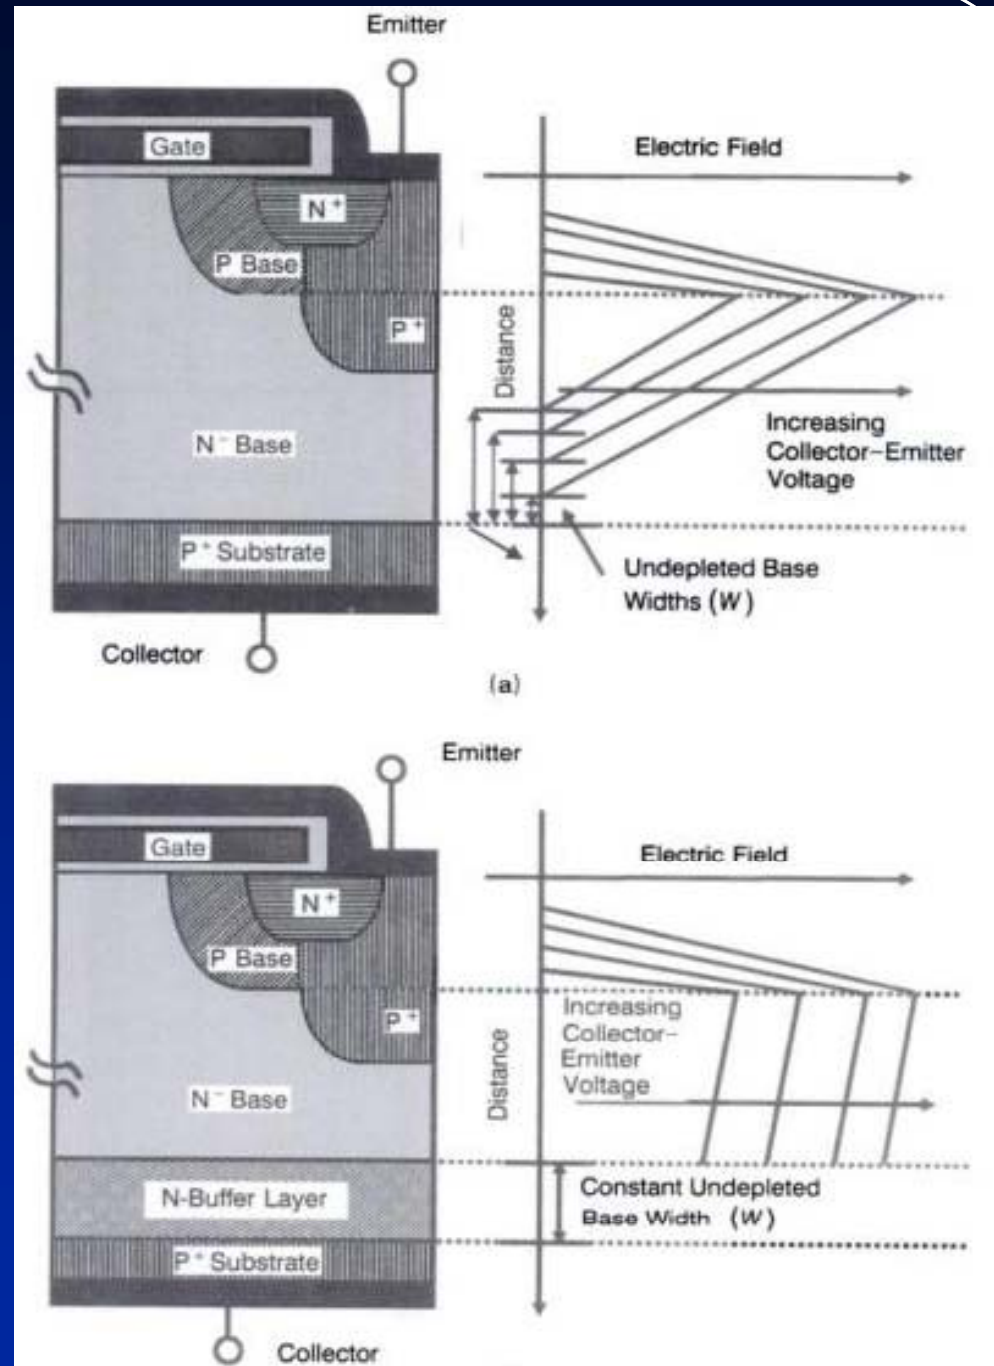 Emitter
Gate
Electric Field
N+
P Base
Distance
P+
Increasing
Collector–Emitter
Voltage
N⁻ Base
P+ Substrate
Undepleted Base
Widths (W)
Collector
(a)
Emitter
Gate
Electric Field
N+
P Base
Increasing
Collector–
Emitter
Voltage
P+
Distance
N⁻ Base
N-Buffer Layer
Constant Undepleted
Base Width (W)
P+ Substrate
Collector